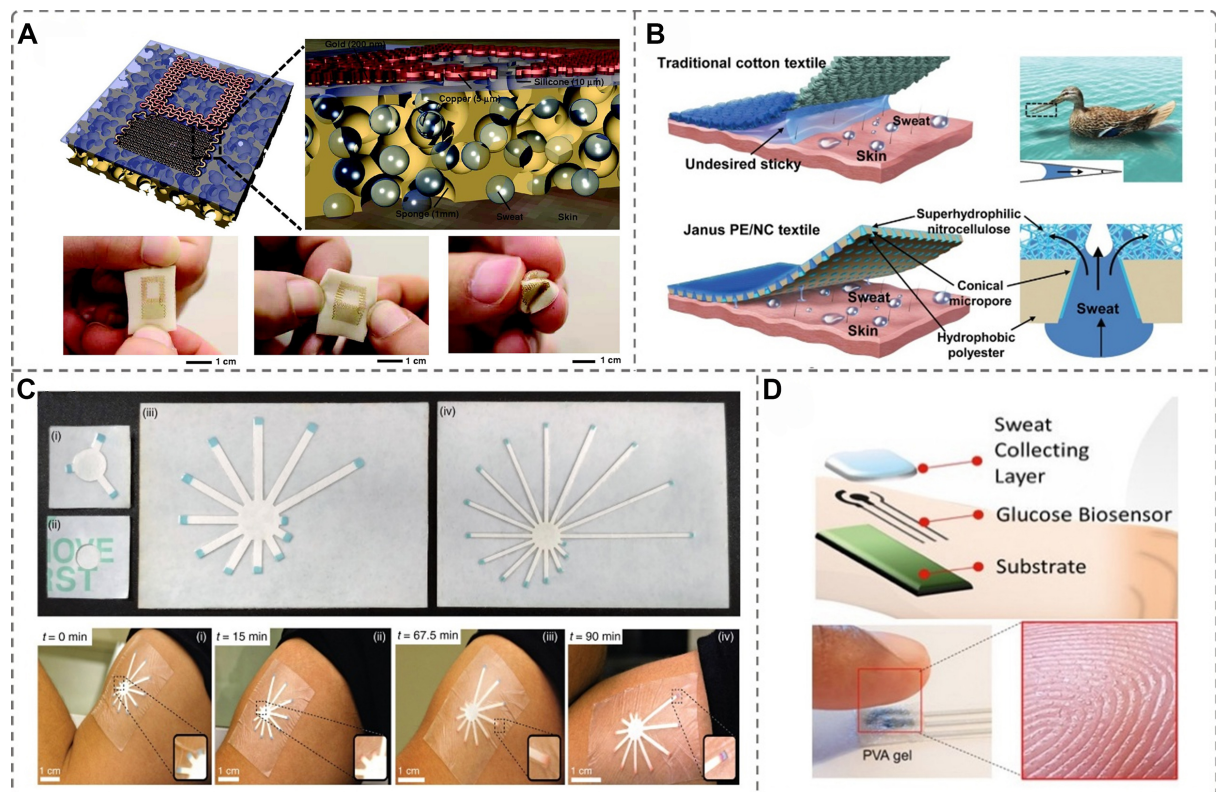 A
Gold (200 nm)
Silicone (10 μm)
Copper (5 μm)
Sponge (1mm)
Sweat
Skin
1 cm
1 cm
1 cm
B
Traditional cotton textile
Sweat
Skin
Undesired sticky
Janus PE/NC textile
Sweat
Skin
Superhydrophilic
nitrocellulose
Conical
micropore
Hydrophobic
polyester
Sweat
C
(i)
(ii)
OVE
RST
(iii)
(iv)
t = 0 min
(i)
1 cm
t = 15 min
(ii)
1 cm
t = 67.5 min
(iii)
1 cm
t = 90 min
(iv)
1 cm
D
Sweat
Collecting
Layer
Glucose Biosensor
Substrate
PVA gel